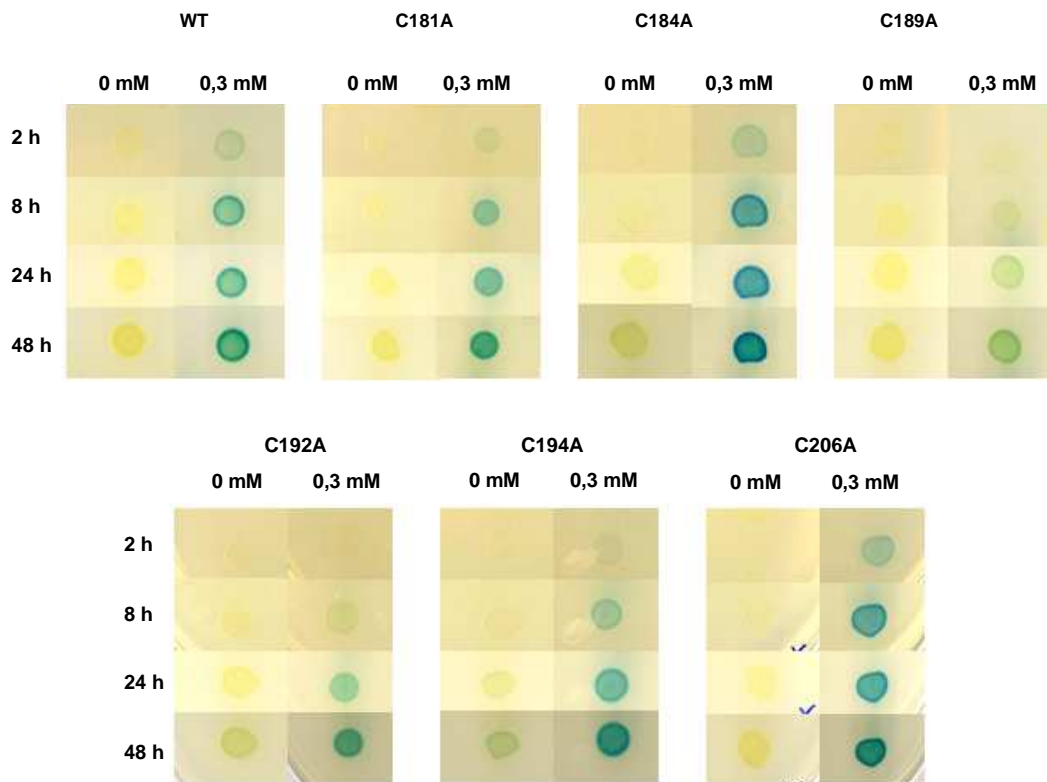 WT C181A C184A C189A
0 mM 0,3 mM 0 mM 0,3 mM 0 mM 0,3 mM 0 mM 0,3 mM
2 h
8 h
24 h
48 h
C192A C194A C206A
0 mM 0,3 mM 0 mM 0,3 mM 0 mM 0,3 mM
2 h
8 h
24 h
48 h